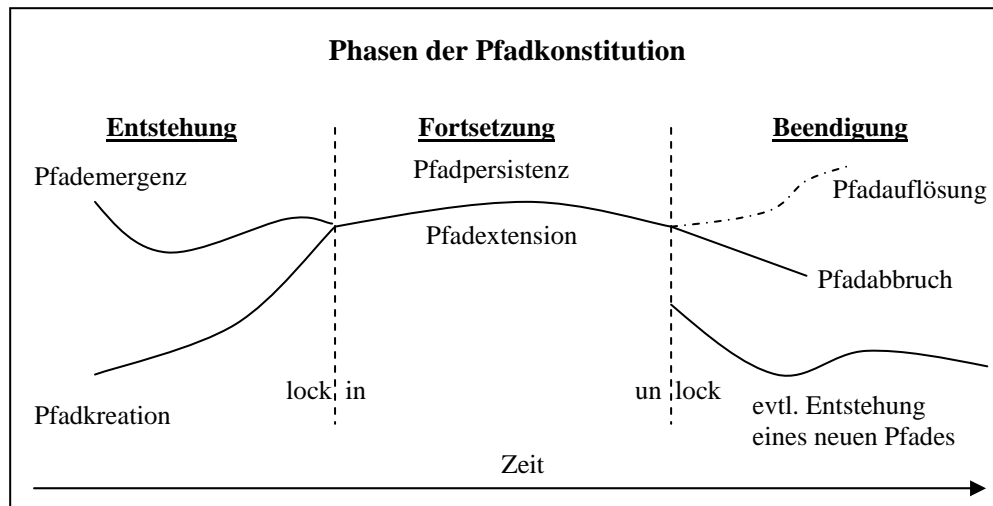 Phasen der Pfadkonstitution
Entstehung
Fortsetzung
Beendigung
Pfademergenz
Pfadpersistenz
Pfadauflösung
Pfadextension
Pfadabbruch
Pfadkreation
lock in
un lock
evtl. Entstehung
eines neuen Pfades
Zeit